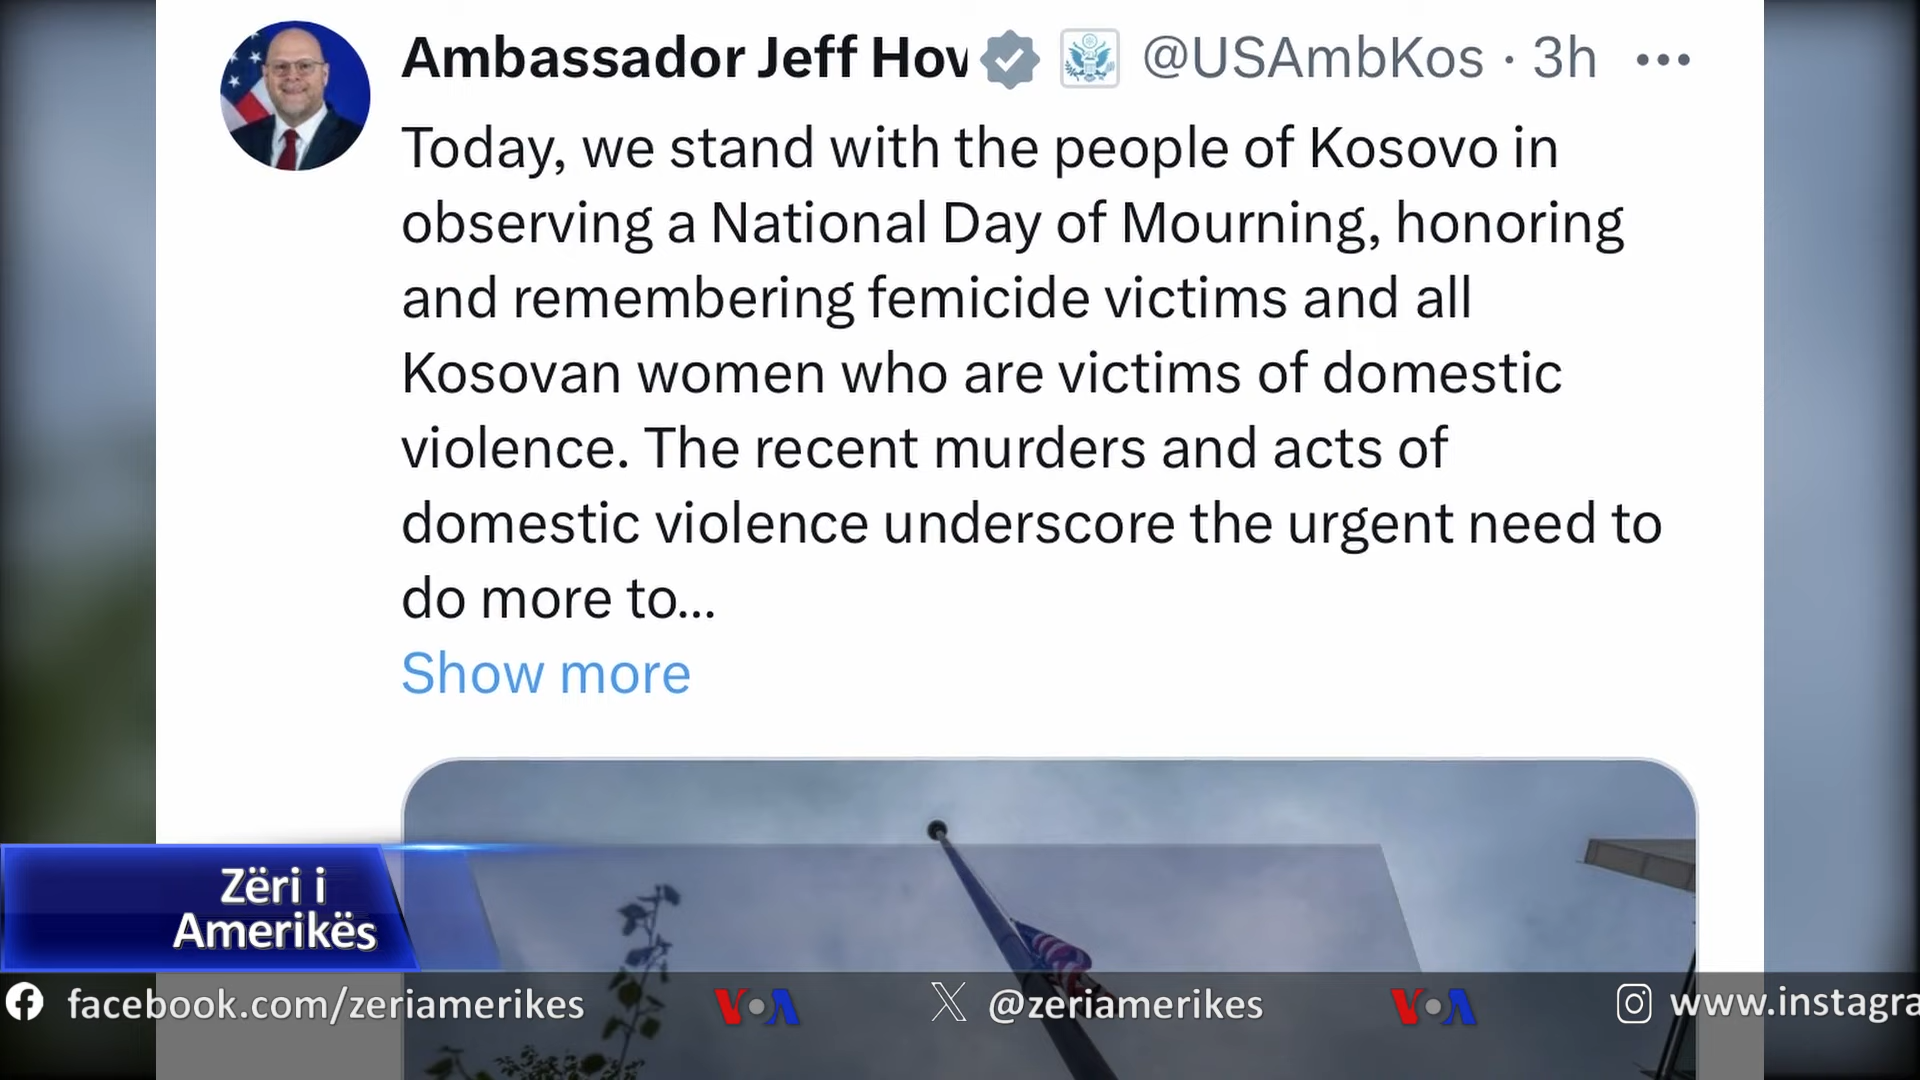 Ambassador Jeff Hov @USAmbKos · 3h ...
Today, we stand with the people of Kosovo in
observing a National Day of Mourning, honoring
and remembering femicide victims and all
Kosovan women who are victims of domestic
violence. The recent murders and acts of
domestic violence underscore the urgent need to
do more to...
Show more
Zëri i
Amerikës
facebook.com/zeriamerikes VOA @zeriamerikes VOA www.instagra